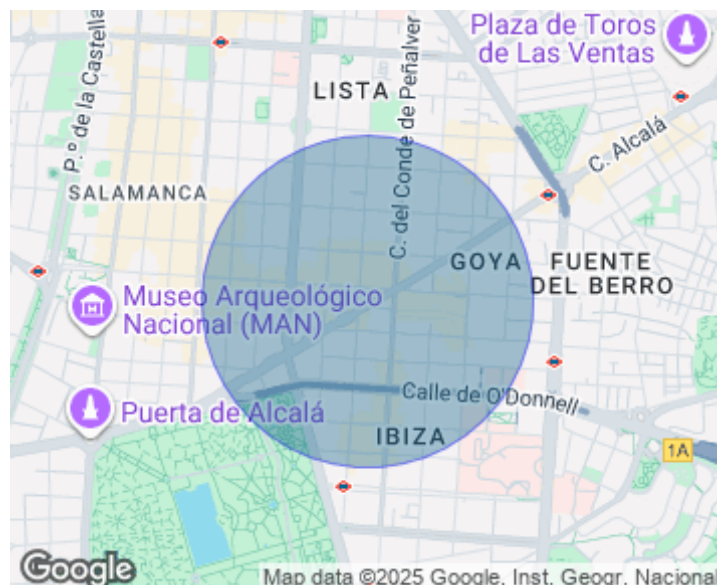 Plaza de Toros
de Las Ventas
P.º de la Castella
LISTA
C. del Conde de Peñalver
C. Alcalá
SALAMANCA
GOYA
FUENTE
DEL BERRO
Museo Arqueológico
Nacional (MAN)
Puerta de Alcalá
Calle de O'Donnell
IBIZA
1A
Google
Map data ©2025 Google, Inst. Geogr. Nacional